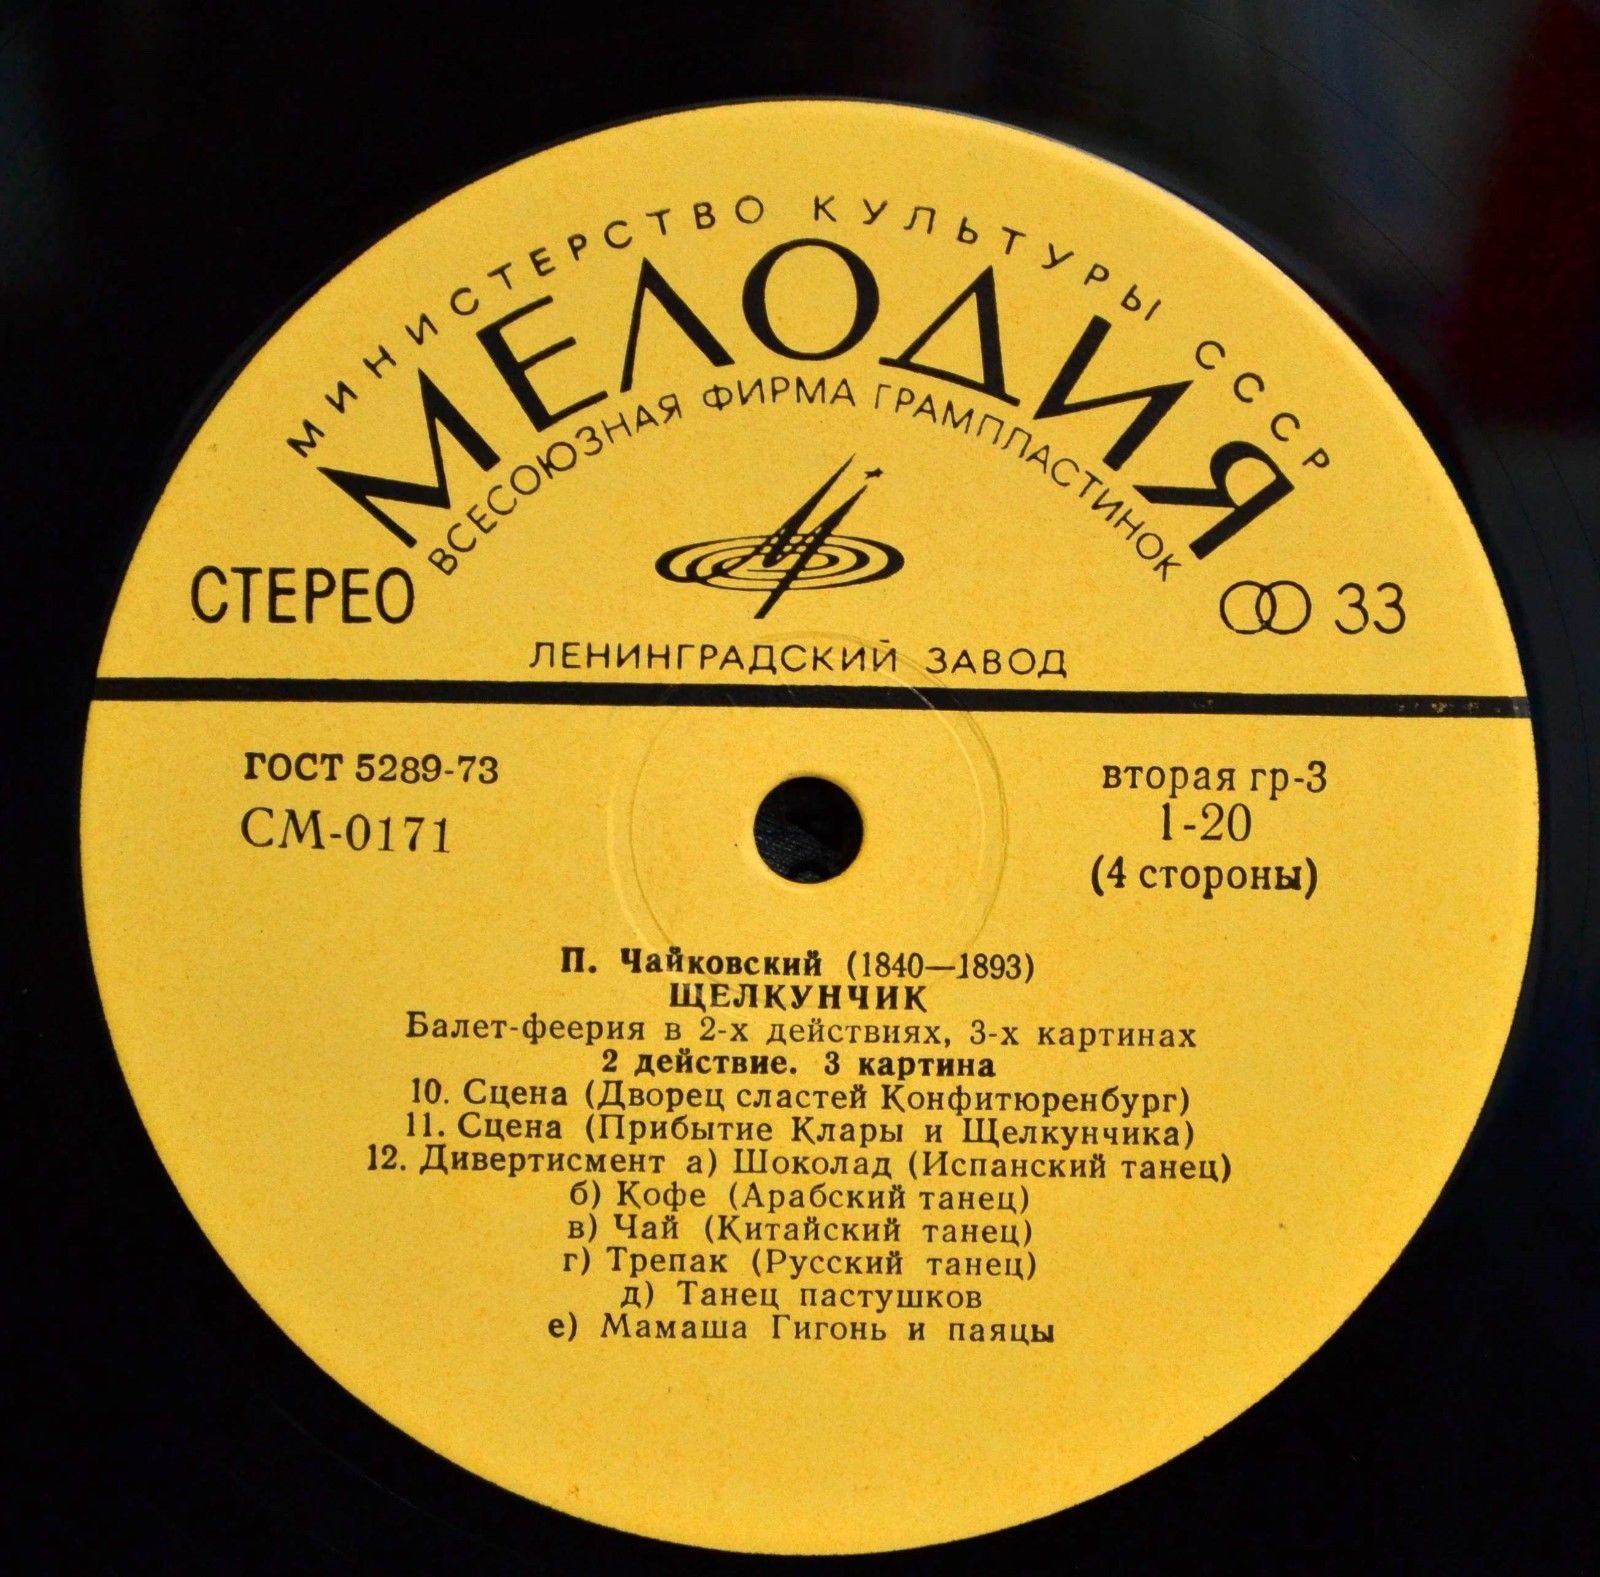 МИНИСТЕРСТВО КУЛЬТУРЫ СССР
МЕЛОДИЯ
ВСЕСОЮЗНАЯ ФИРМА ГРАМПЛАСТИНОК
СТЕРЕО
33
ЛЕНИНГРАДСКИЙ ЗАВОД
ГОСТ 5289-73
СМ-0171
вторая гр-3
1-20
(4 стороны)
П. Чайковский (1840—1893)
ЩЕЛКУНЧИК
Балет-феерия в 2-х действиях, 3-х картинах
2 действие. 3 картина
10. Сцена (Дворец сластей Конфитюренбург)
11. Сцена (Прибытие Клары и Щелкунчика)
12. Дивертисмент а) Шоколад (Испанский танец)
б) Кофе (Арабский танец)
в) Чай (Китайский танец)
г) Трепак (Русский танец)
д) Танец пастушков
е) Мамаша Гигонь и паяцы